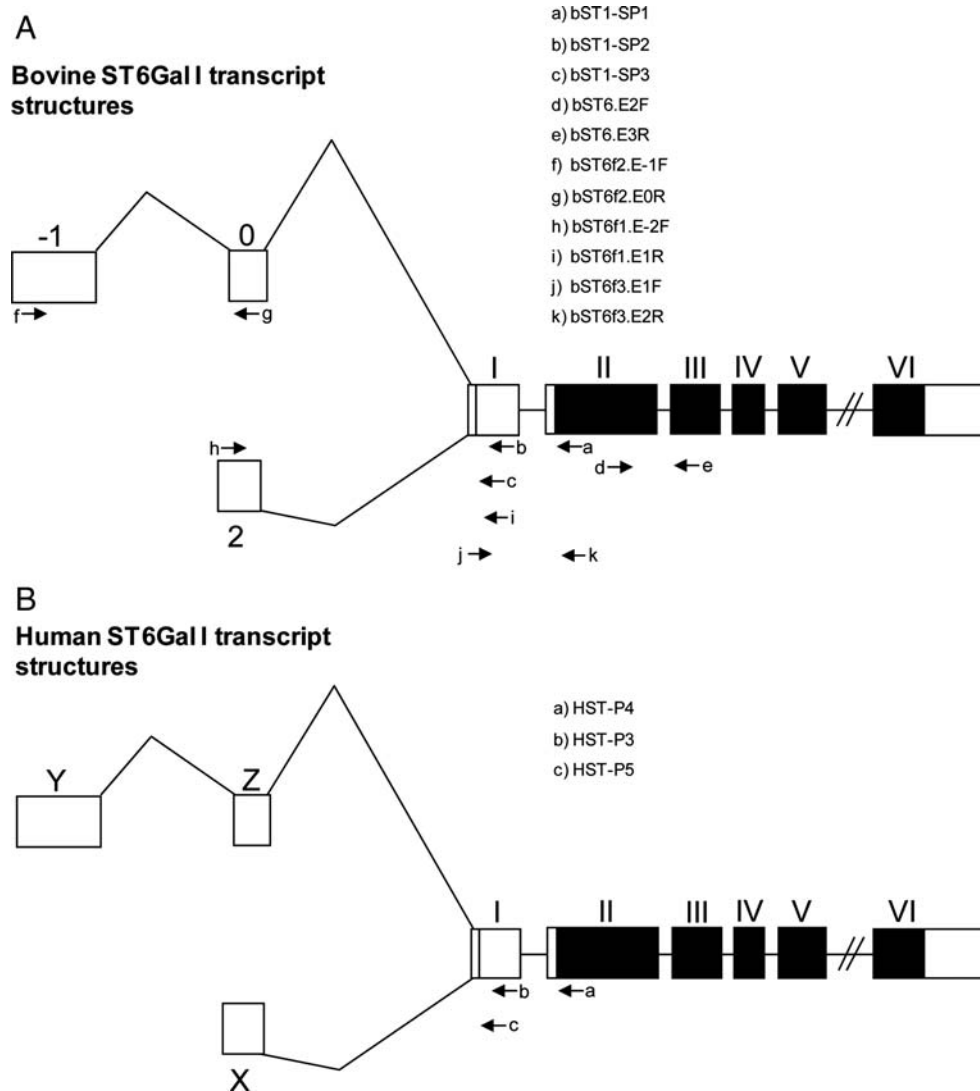 A
Bovine ST6Gal I transcript
structures
a) bST1-SP1
b) bST1-SP2
c) bST1-SP3
d) bST6.E2F
e) bST6.E3R
f) bST6f2.E-1F
g) bST6f2.E0R
h) bST6f1.E-2F
i) bST6f1.E1R
j) bST6f3.E1F
k) bST6f3.E2R
-1
0
f
g
I
II
III
IV
V
VI
h
b
a
c
d
e
i
2
j
k
B
Human ST6Gal I transcript
structures
a) HST-P4
b) HST-P3
c) HST-P5
Y
Z
I
II
III
IV
V
VI
b
a
c
X